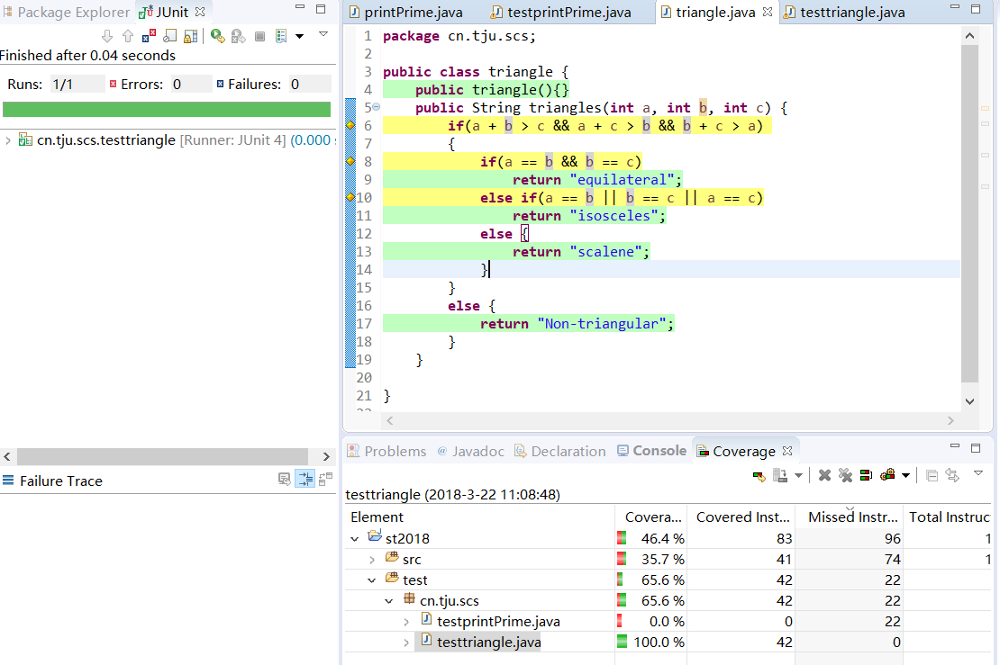 Package Explorer JUnit
Finished after 0.04 seconds
Runs: 1/1 Errors: 0 Failures: 0
cn.tju.scs.testtriangle [Runner: JUnit 4] (0.000 s
Failure Trace
printPrime.java testprintPrime.java triangle.java testtriangle.java
1 package cn.tju.scs;
2
3 public class triangle {
4 public triangle(){}
5 public String triangles(int a, int b, int c) {
6 if(a + b > c && a + c > b && b + c > a)
7 {
8 if(a == b && b == c)
9 return "equilateral";
10 else if(a == b || b == c || a == c)
11 return "isosceles";
12 else {
13 return "scalene";
14 }
15 }
16 else {
17 return "Non-triangular";
18 }
19 }
20
21 }
Problems @ Javadoc Declaration Console Coverage
testtriangle (2018-3-22 11:08:48)
Element Covera... Covered Inst... Missed Instr... Total Instruc
st2018 46.4 % 83 96 1
src 35.7 % 41 74 1
test 65.6 % 42 22
cn.tju.scs 65.6 % 42 22
testprintPrime.java 0.0 % 0 22
testtriangle.java 100.0 % 42 0